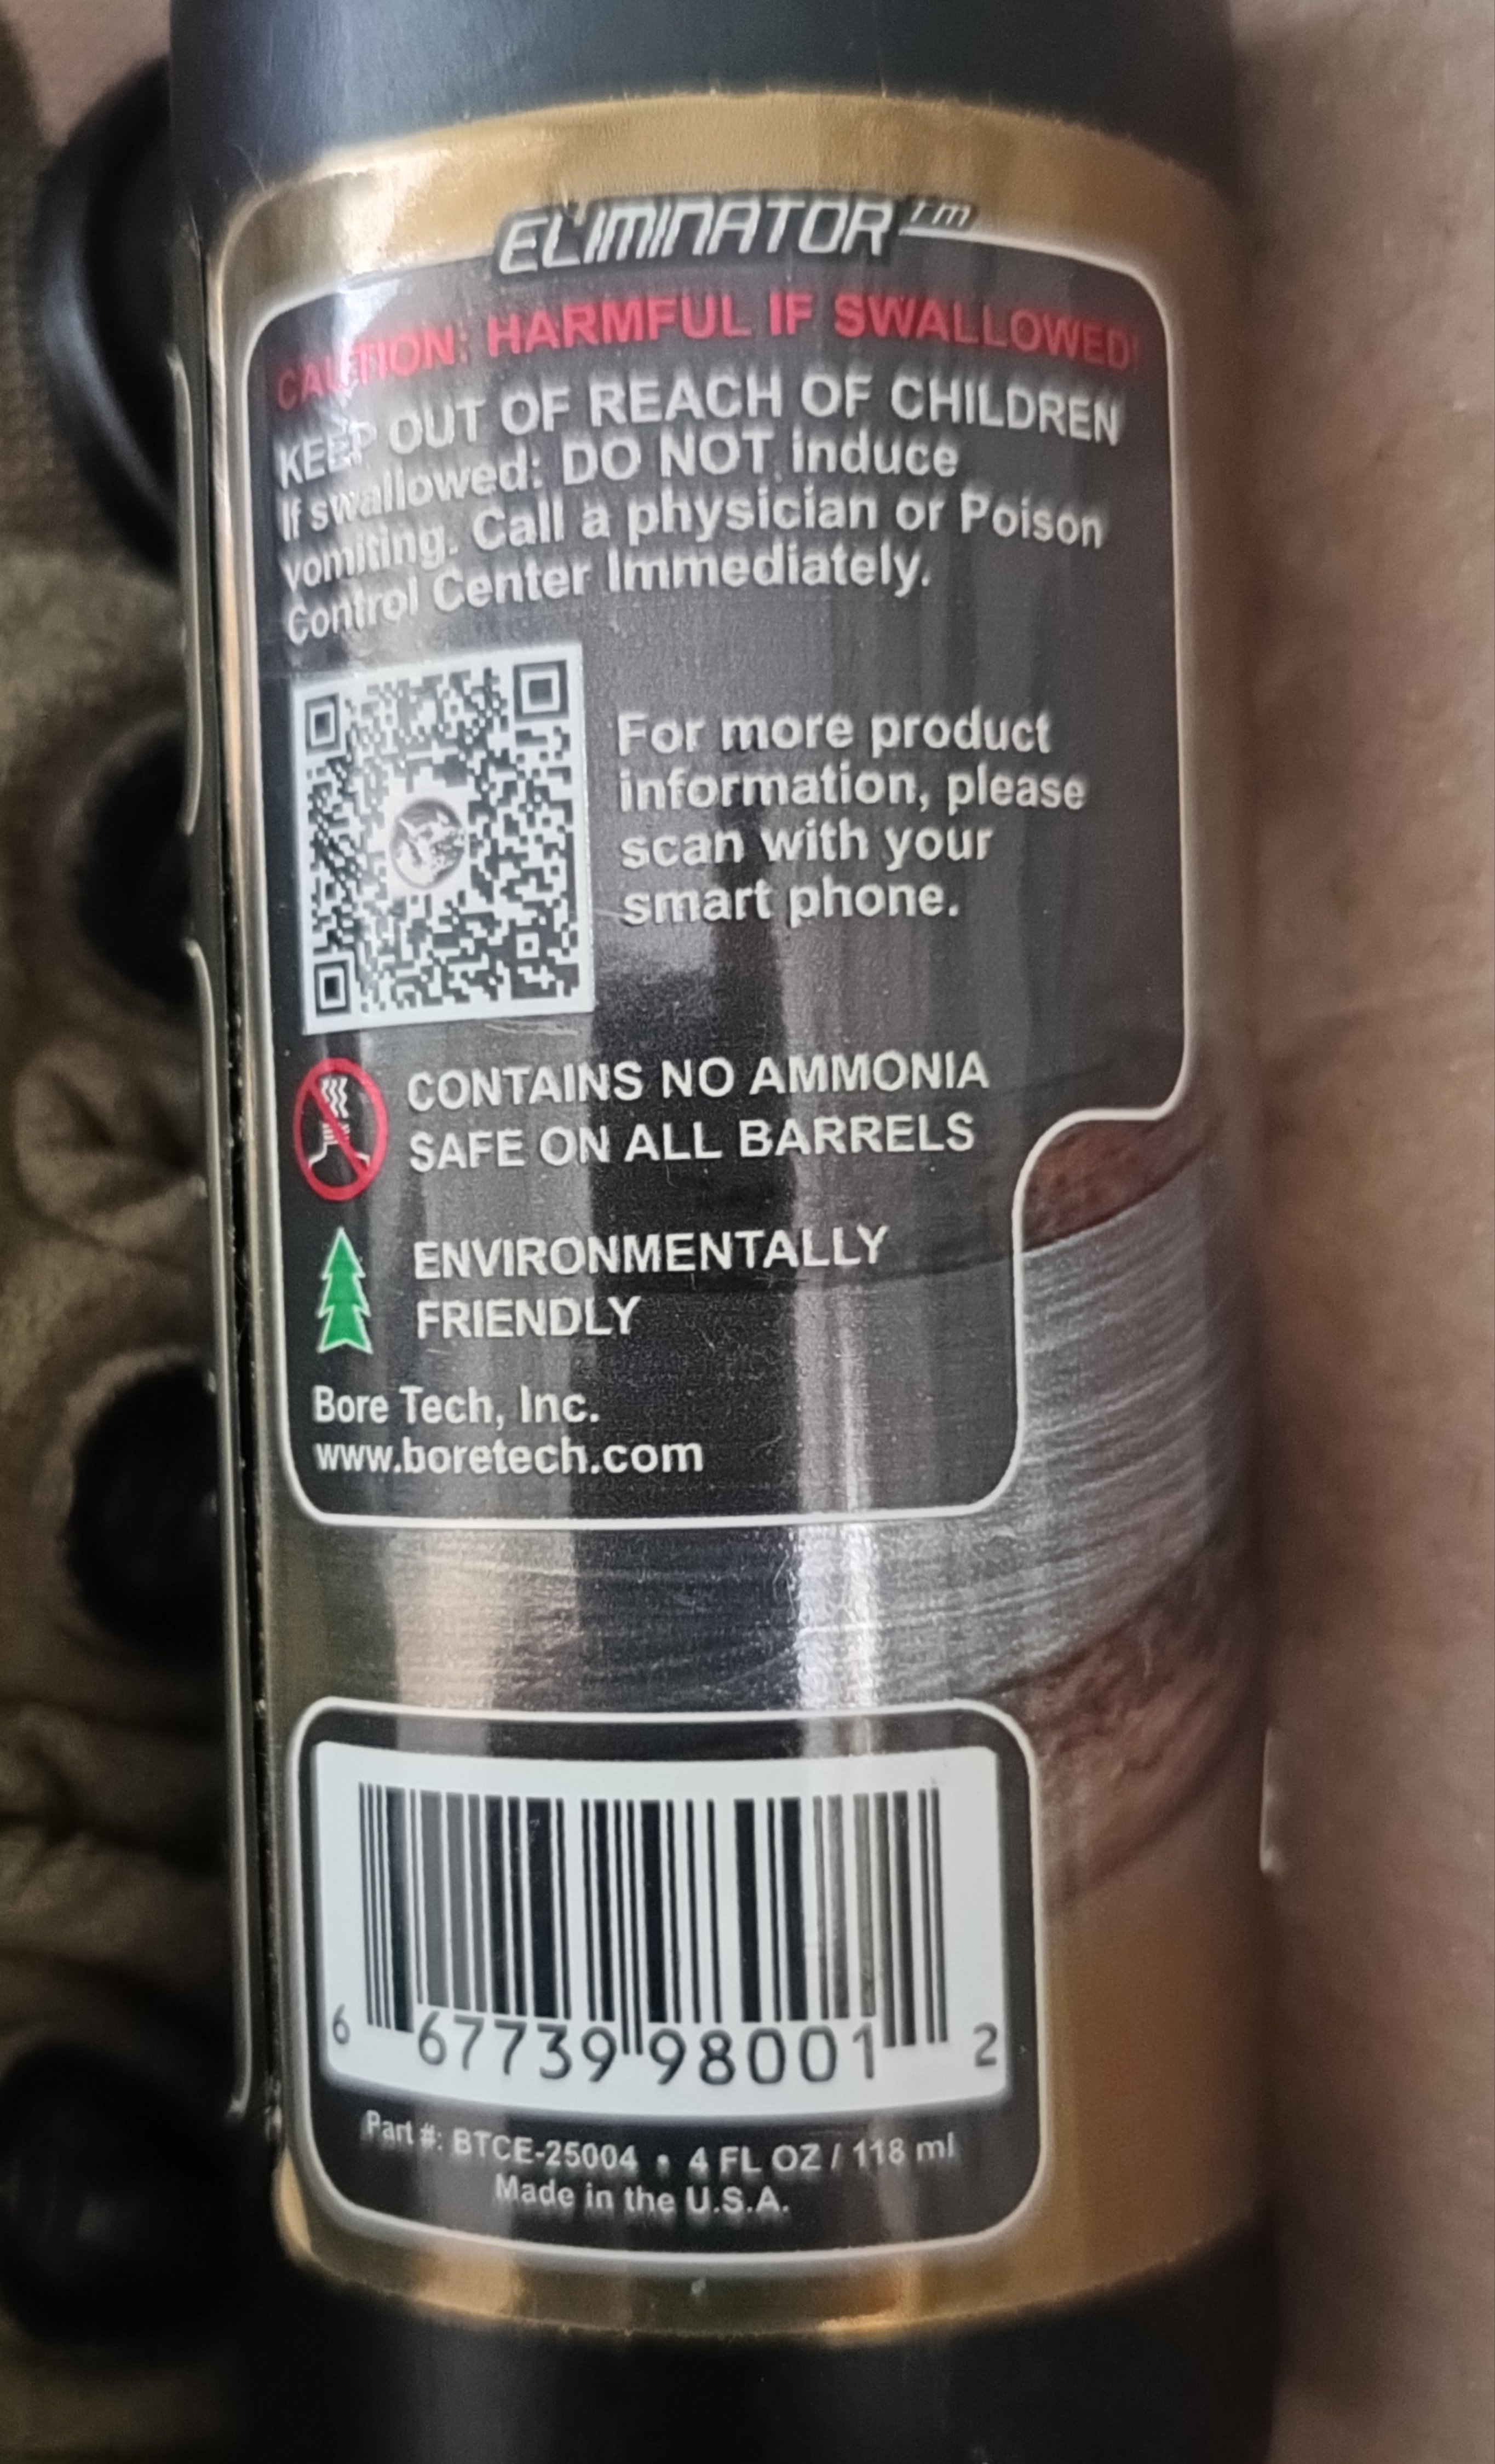 ELIMINATOR™
CAUTION: HARMFUL IF SWALLOWED!
KEEP OUT OF REACH OF CHILDREN
If swallowed: DO NOT induce
vomiting. Call a physician or Poison
Control Center Immediately.
For more product
information, please
scan with your
smart phone.
CONTAINS NO AMMONIA
SAFE ON ALL BARRELS
ENVIRONMENTALLY
FRIENDLY
Bore Tech, Inc.
www.boretech.com
6 67739 98001 2
Part #: BTCE-25004 • 4 FL OZ / 118 ml
Made in the U.S.A.